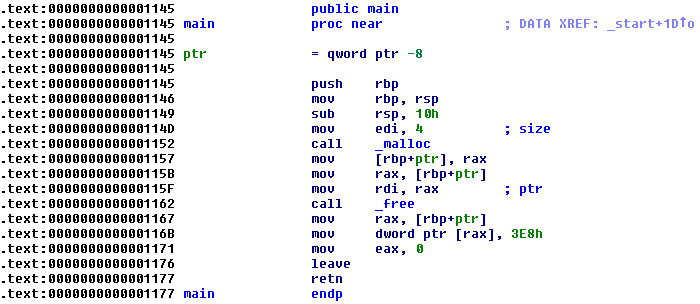 .text:0000000000001145 public main
.text:0000000000001145 main proc near ; DATA XREF: _start+1D↑o
.text:0000000000001145
.text:0000000000001145 ptr = qword ptr -8
.text:0000000000001145
.text:0000000000001145 push rbp
.text:0000000000001146 mov rbp, rsp
.text:0000000000001149 sub rsp, 10h
.text:000000000000114D mov edi, 4 ; size
.text:0000000000001152 call _malloc
.text:0000000000001157 mov [rbp+ptr], rax
.text:000000000000115B mov rax, [rbp+ptr]
.text:000000000000115F mov rdi, rax ; ptr
.text:0000000000001162 call _free
.text:0000000000001167 mov rax, [rbp+ptr]
.text:000000000000116B mov dword ptr [rax], 3E8h
.text:0000000000001171 mov eax, 0
.text:0000000000001176 leave
.text:0000000000001177 retn
.text:0000000000001177 main endp